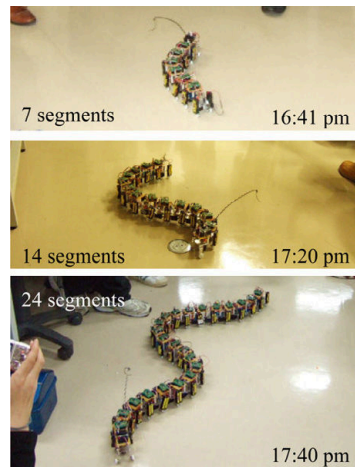 7 segments
16:41 pm
14 segments
17:20 pm
24 segments
17:40 pm